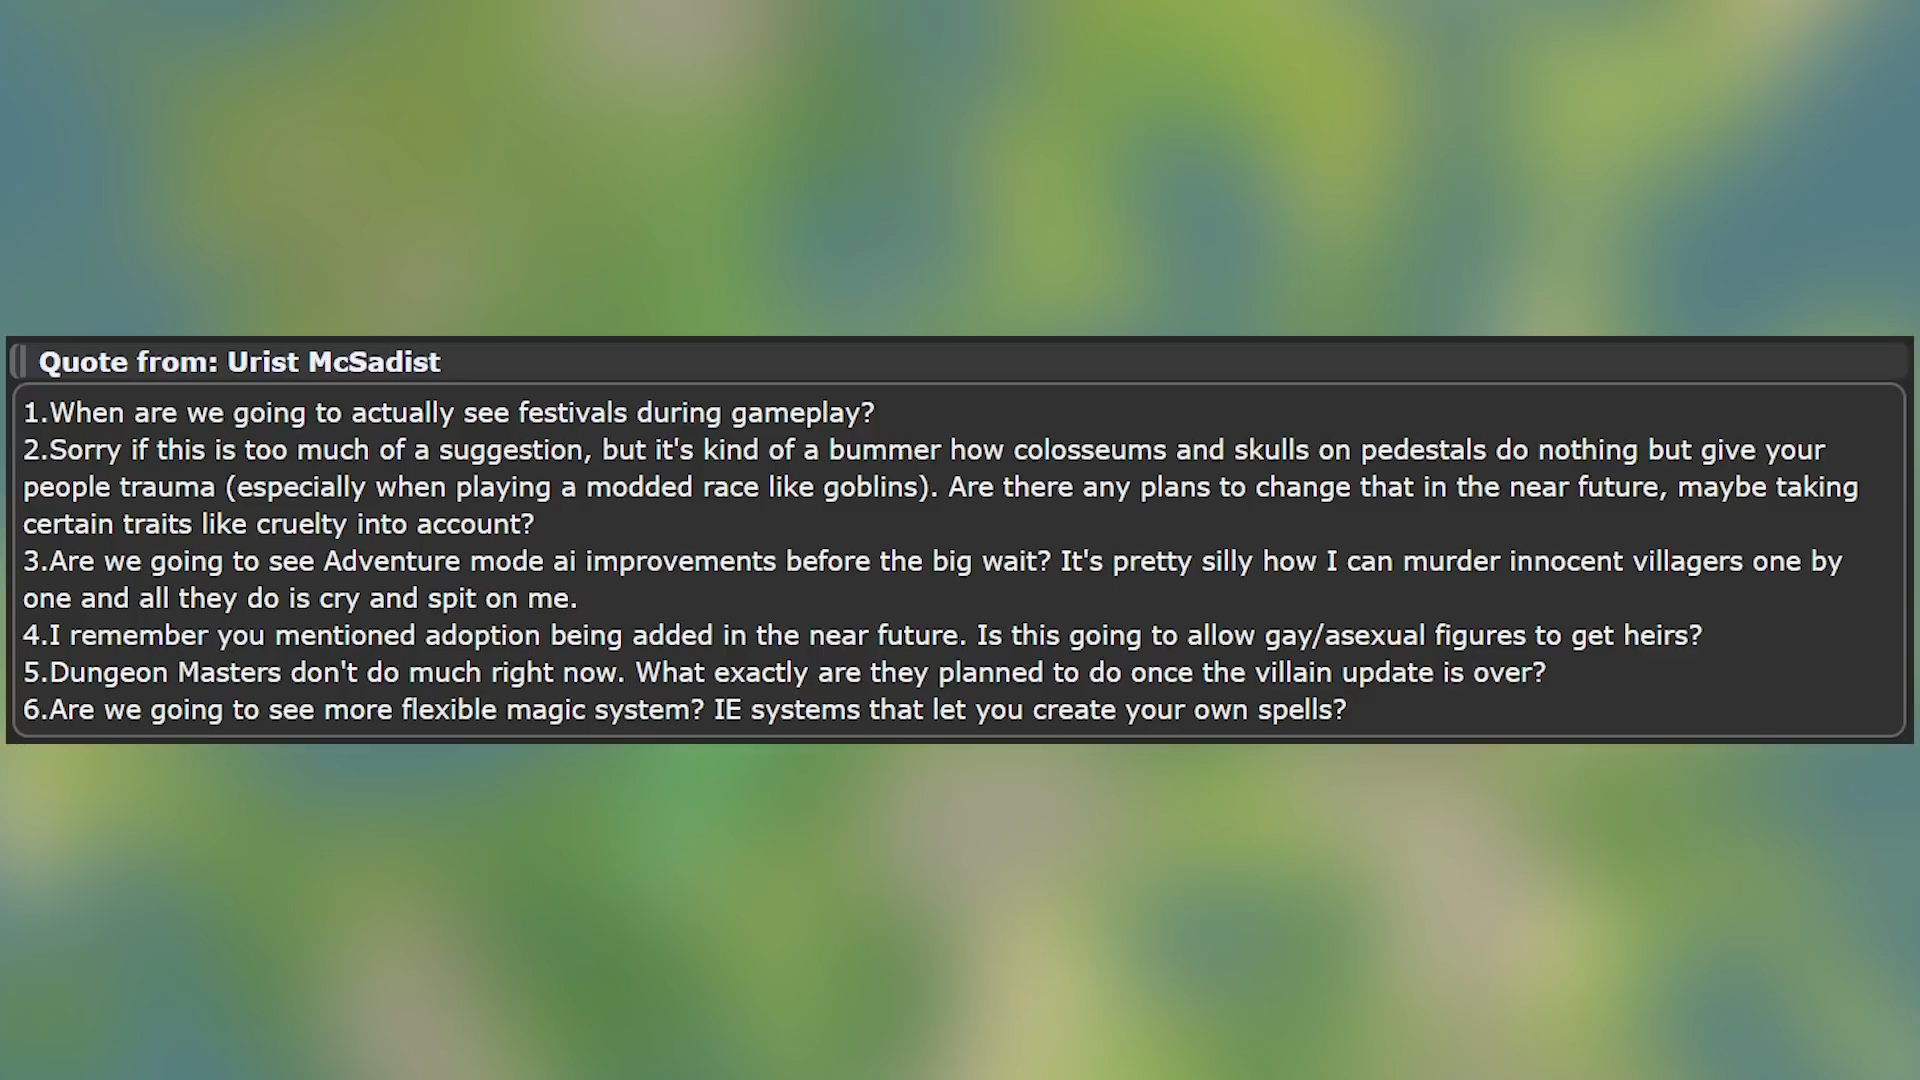 Quote from: Urist McSadist
1.When are we going to actually see festivals during gameplay?
2.Sorry if this is too much of a suggestion, but it's kind of a bummer how colosseums and skulls on pedestals do nothing but give your
people trauma (especially when playing a modded race like goblins). Are there any plans to change that in the near future, maybe taking
certain traits like cruelty into account?
3.Are we going to see Adventure mode ai improvements before the big wait? It's pretty silly how I can murder innocent villagers one by
one and all they do is cry and spit on me.
4.I remember you mentioned adoption being added in the near future. Is this going to allow gay/asexual figures to get heirs?
5.Dungeon Masters don't do much right now. What exactly are they planned to do once the villain update is over?
6.Are we going to see more flexible magic system? IE systems that let you create your own spells?